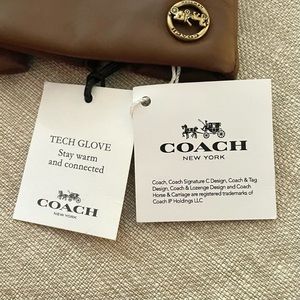 TECH GLOVE
Stay warm
and connected
COACH
NEW YORK
COACH
NEW YORK
Coach, Coach Signature C Design, Coach & Tag
Design, Coach & Lozenge Design and Coach
Horse & Carriage are registered trademarks of
Coach IP Holdings LLC